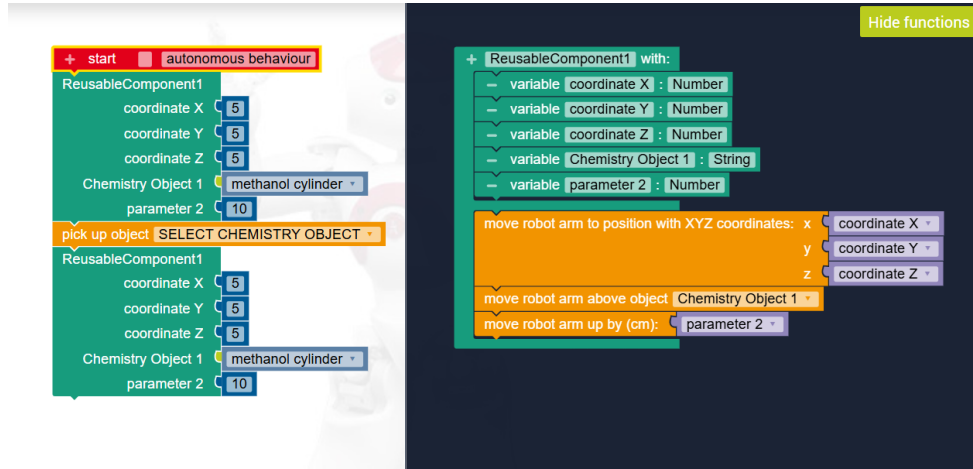 Hide functions
+ start autonomous behaviour
ReusableComponent1
coordinate X 5
coordinate Y 5
coordinate Z 5
Chemistry Object 1 methanol cylinder
parameter 2 10
pick up object SELECT CHEMISTRY OBJECT
ReusableComponent1
coordinate X 5
coordinate Y 5
coordinate Z 5
Chemistry Object 1 methanol cylinder
parameter 2 10
+ ReusableComponent1 with:
– variable coordinate X : Number
– variable coordinate Y : Number
– variable coordinate Z : Number
– variable Chemistry Object 1 : String
– variable parameter 2 : Number
move robot arm to position with XYZ coordinates: x coordinate X
y coordinate Y
z coordinate Z
move robot arm above object Chemistry Object 1
move robot arm up by (cm): parameter 2